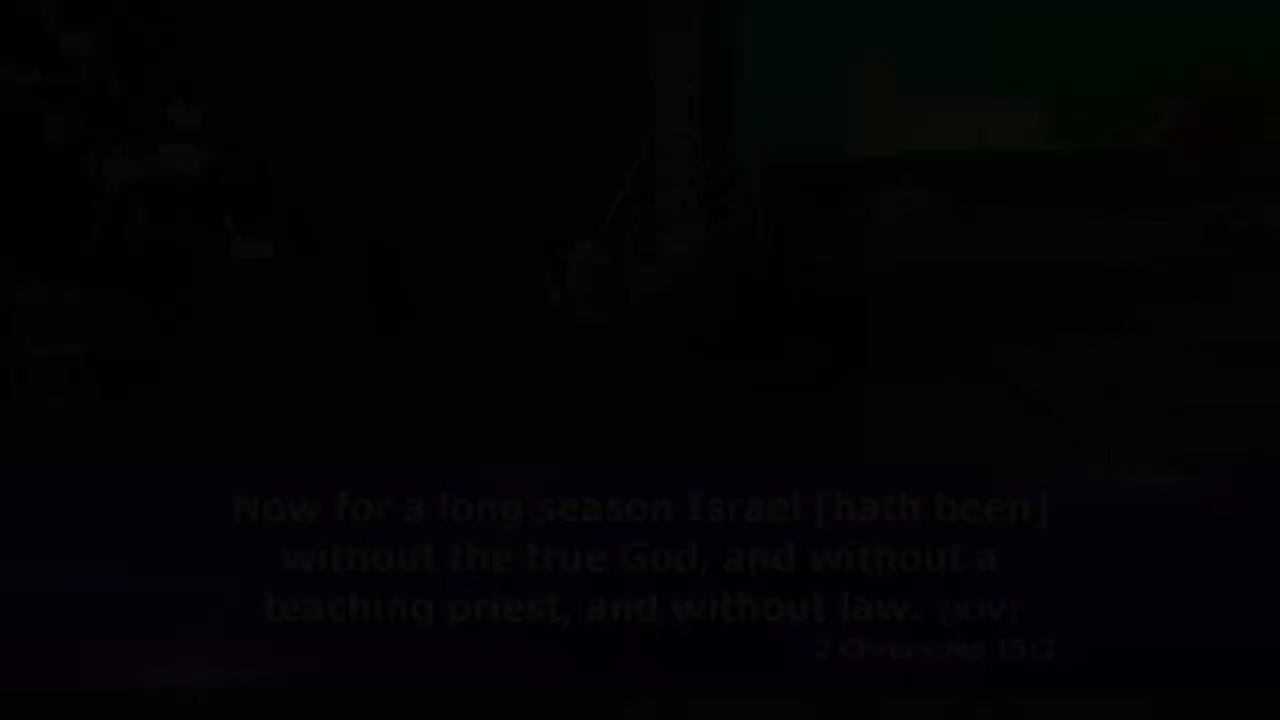 Now for a long season Israel [hath been]
without the true God, and without a
teaching priest, and without law. (KJV)
2 Chronicles 15:3